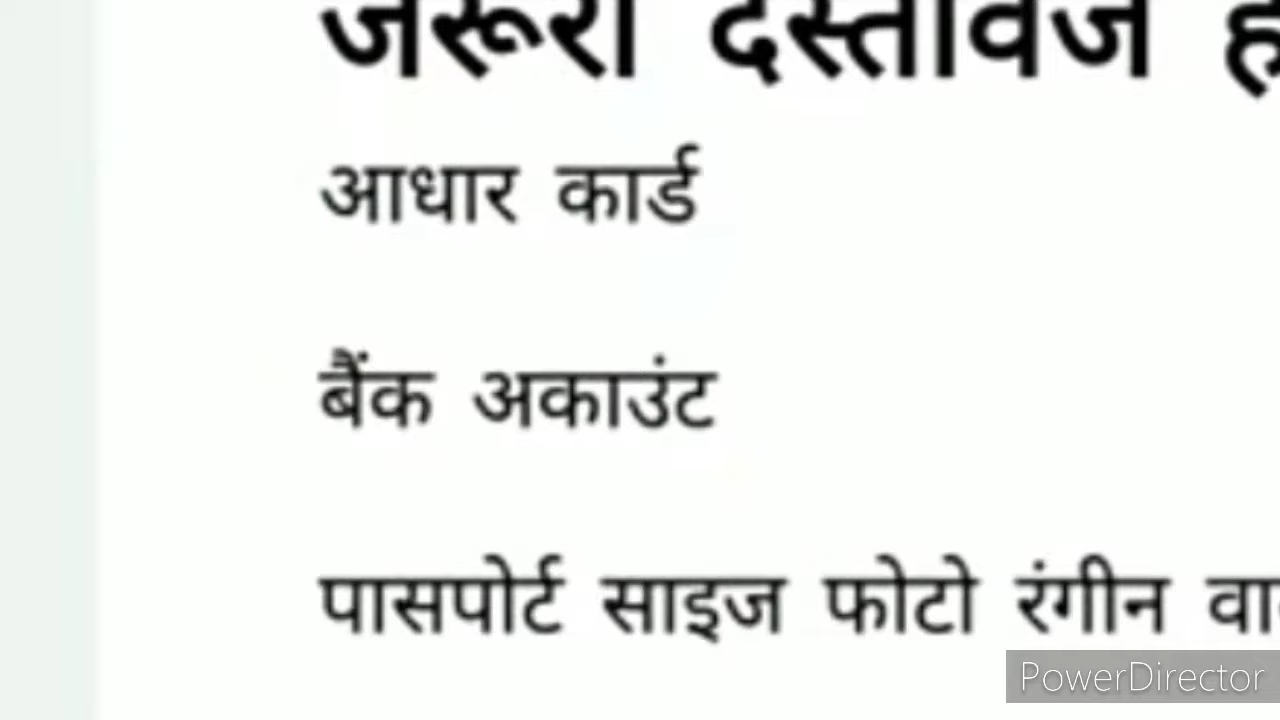 जरूरी दस्तावेज
आधार कार्ड
बैंक अकाउंट
पासपोर्ट साइज फोटो रंगीन
PowerDirector